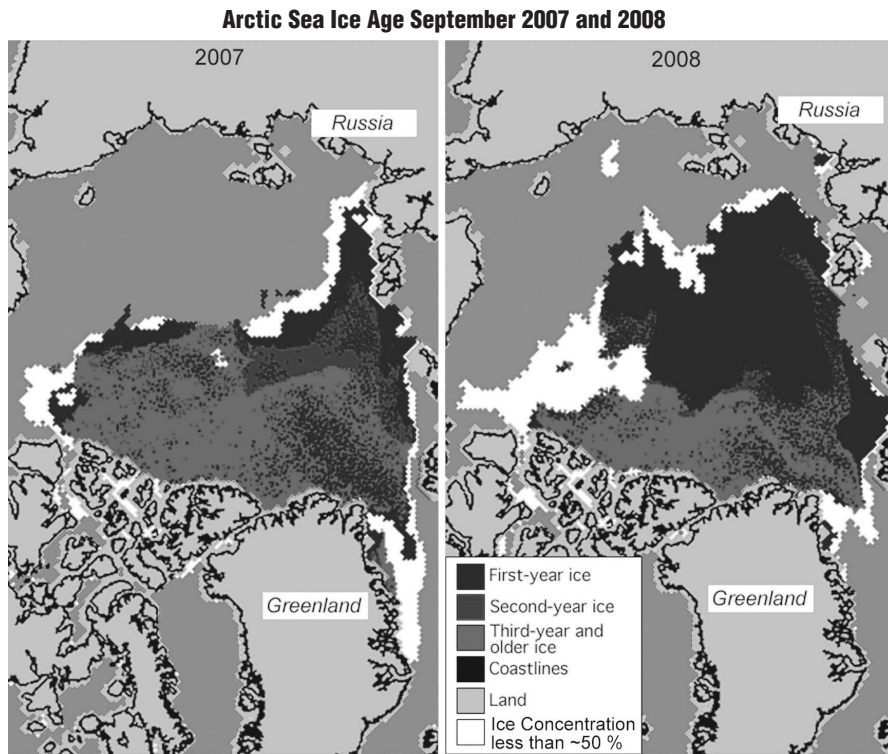 Arctic Sea Ice Age September 2007 and 2008
2007
Russia
Greenland
2008
Russia
Greenland
First-year ice
Second-year ice
Third-year and
older ice
Coastlines
Land
Ice Concentration
less than ~50 %